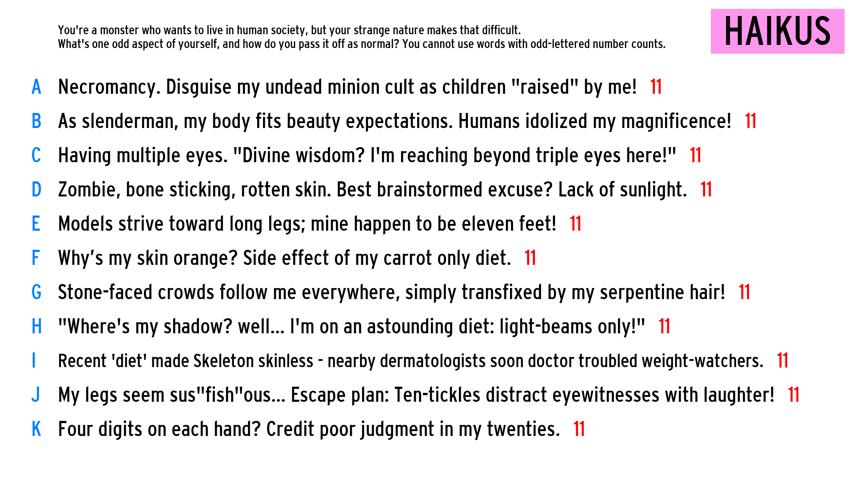 You're a monster who wants to live in human society, but your strange nature makes that difficult.
What's one odd aspect of yourself, and how do you pass it off as normal? You cannot use words with odd-lettered number counts.
HAIKUS
A Necromancy. Disguise my undead minion cult as children "raised" by me! 11
B As slenderman, my body fits beauty expectations. Humans idolized my magnificence! 11
C Having multiple eyes. "Divine wisdom? I'm reaching beyond triple eyes here!" 11
D Zombie, bone sticking, rotten skin. Best brainstormed excuse? Lack of sunlight. 11
E Models strive toward long legs; mine happen to be eleven feet! 11
F Why’s my skin orange? Side effect of my carrot only diet. 11
G Stone-faced crowds follow me everywhere, simply transfixed by my serpentine hair! 11
H "Where's my shadow? well... I'm on an astounding diet: light-beams only!" 11
I Recent 'diet' made Skeleton skinless - nearby dermatologists soon doctor troubled weight-watchers. 11
J My legs seem sus"fish"ous... Escape plan: Ten-tickles distract eyewitnesses with laughter! 11
K Four digits on each hand? Credit poor judgment in my twenties. 11